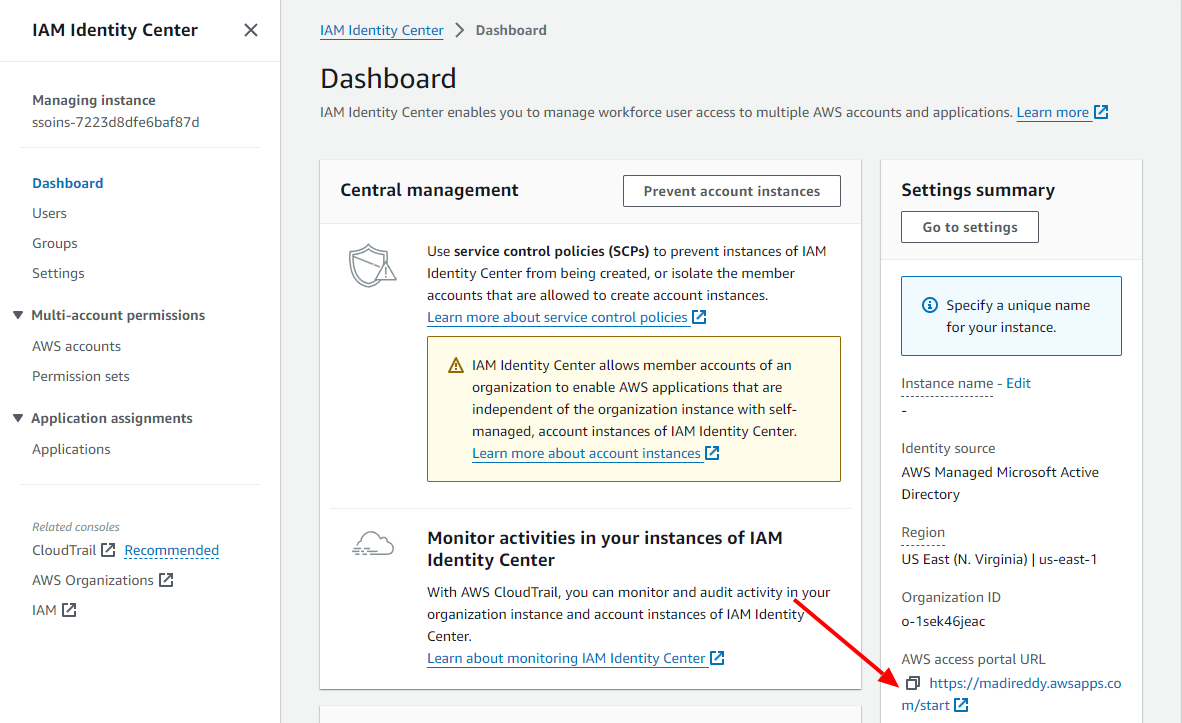 IAM Identity Center
Managing instance
ssoins-7223d8dfe6baf87d
Dashboard
Users
Groups
Settings
Multi-account permissions
AWS accounts
Permission sets
Application assignments
Applications
Related consoles
CloudTrail Recommended
AWS Organizations
IAM
IAM Identity Center > Dashboard
Dashboard
IAM Identity Center enables you to manage workforce user access to multiple AWS accounts and applications. Learn more
Central management
Prevent account instances
Use service control policies (SCPs) to prevent instances of IAM
Identity Center from being created, or isolate the member
accounts that are allowed to create account instances.
Learn more about service control policies
IAM Identity Center allows member accounts of an
organization to enable AWS applications that are
independent of the organization instance with self-
managed, account instances of IAM Identity Center.
Learn more about account instances
Monitor activities in your instances of IAM
Identity Center
With AWS CloudTrail, you can monitor and audit activity in your
organization instance and account instances of IAM Identity
Center.
Learn about monitoring IAM Identity Center
Settings summary
Go to settings
Specify a unique name
for your instance.
Instance name - Edit
-
Identity source
AWS Managed Microsoft Active
Directory
Region
US East (N. Virginia) | us-east-1
Organization ID
o-1sek46jeac
AWS access portal URL
https://madireddy.awsapps.co
m/start